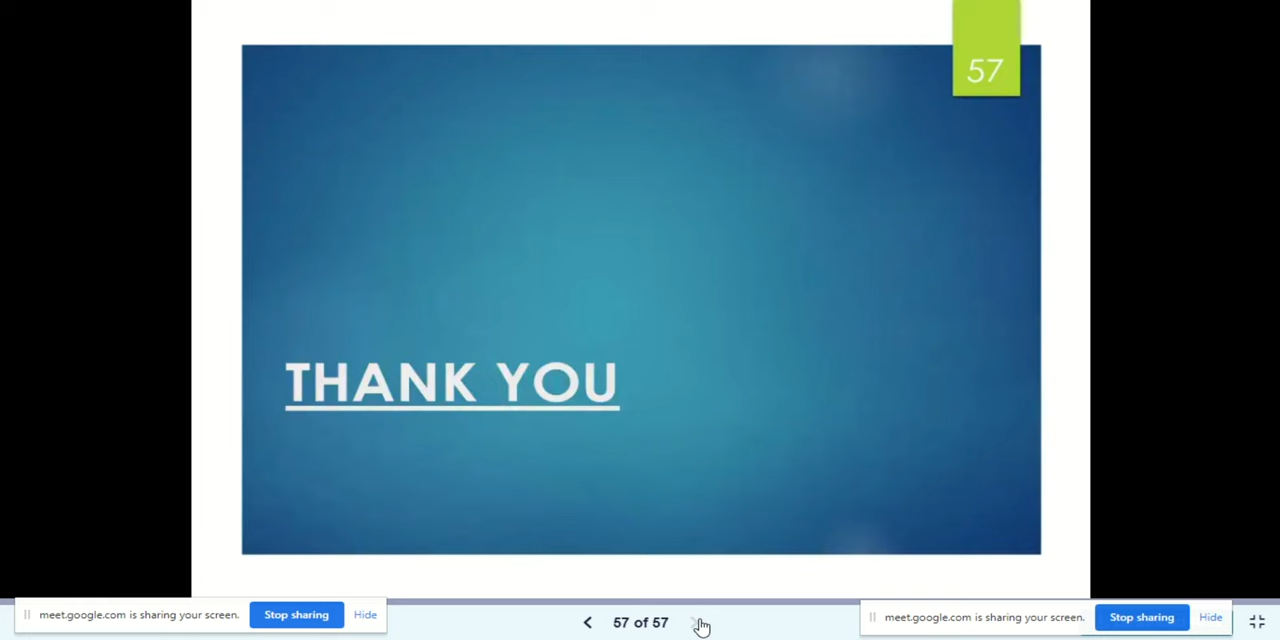 57
THANK YOU
meet.google.com is sharing your screen. Stop sharing Hide
57 of 57
meet.google.com is sharing your screen. Stop sharing Hide